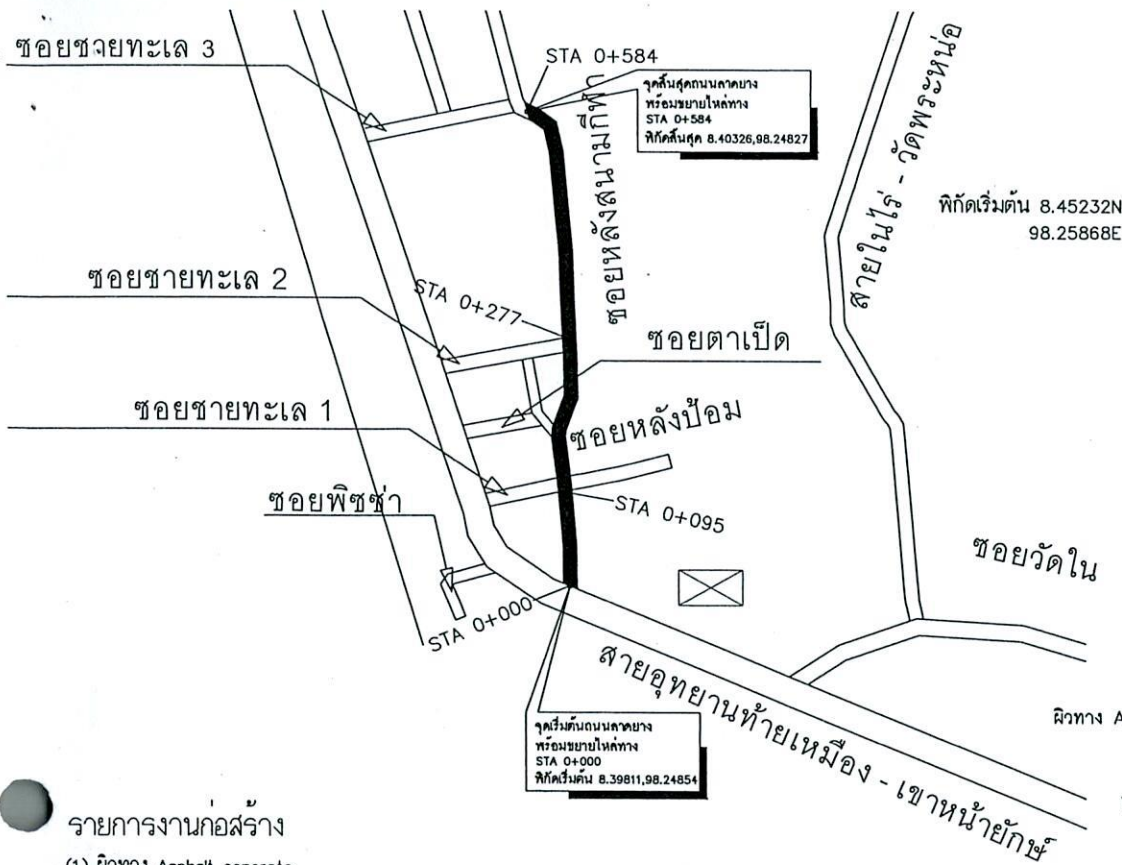 ซอยชายทะเล 3
STA 0+584
จุดสิ้นสุดถนนลาดยาง
พร้อมขยายไหล่ทาง
STA 0+584
พิกัดสิ้นสุด 8.40326,98.24827
ซอยหลังสนามกีฬา
สายในไร่ - วัดพระหน่อ
พิกัดเริ่มต้น 8.45232N
98.25868E
ซอยชายทะเล 2
STA 0+277
ซอยตาเป็ด
ซอยชายทะเล 1
ซอยหลังป้อม
ซอยพิซซ่า
STA 0+095
ซอยวัดใน
STA 0+000
สายอุทยานท้ายเหมือง - เขาหน้ายักษ์
ผิวทาง A
จุดเริ่มต้นถนนลาดยาง
พร้อมขยายไหล่ทาง
STA 0+000
พิกัดเริ่มต้น 8.39811,98.24854
รายการงานก่อสร้าง
(1) ผิวทาง Asphalt concrete